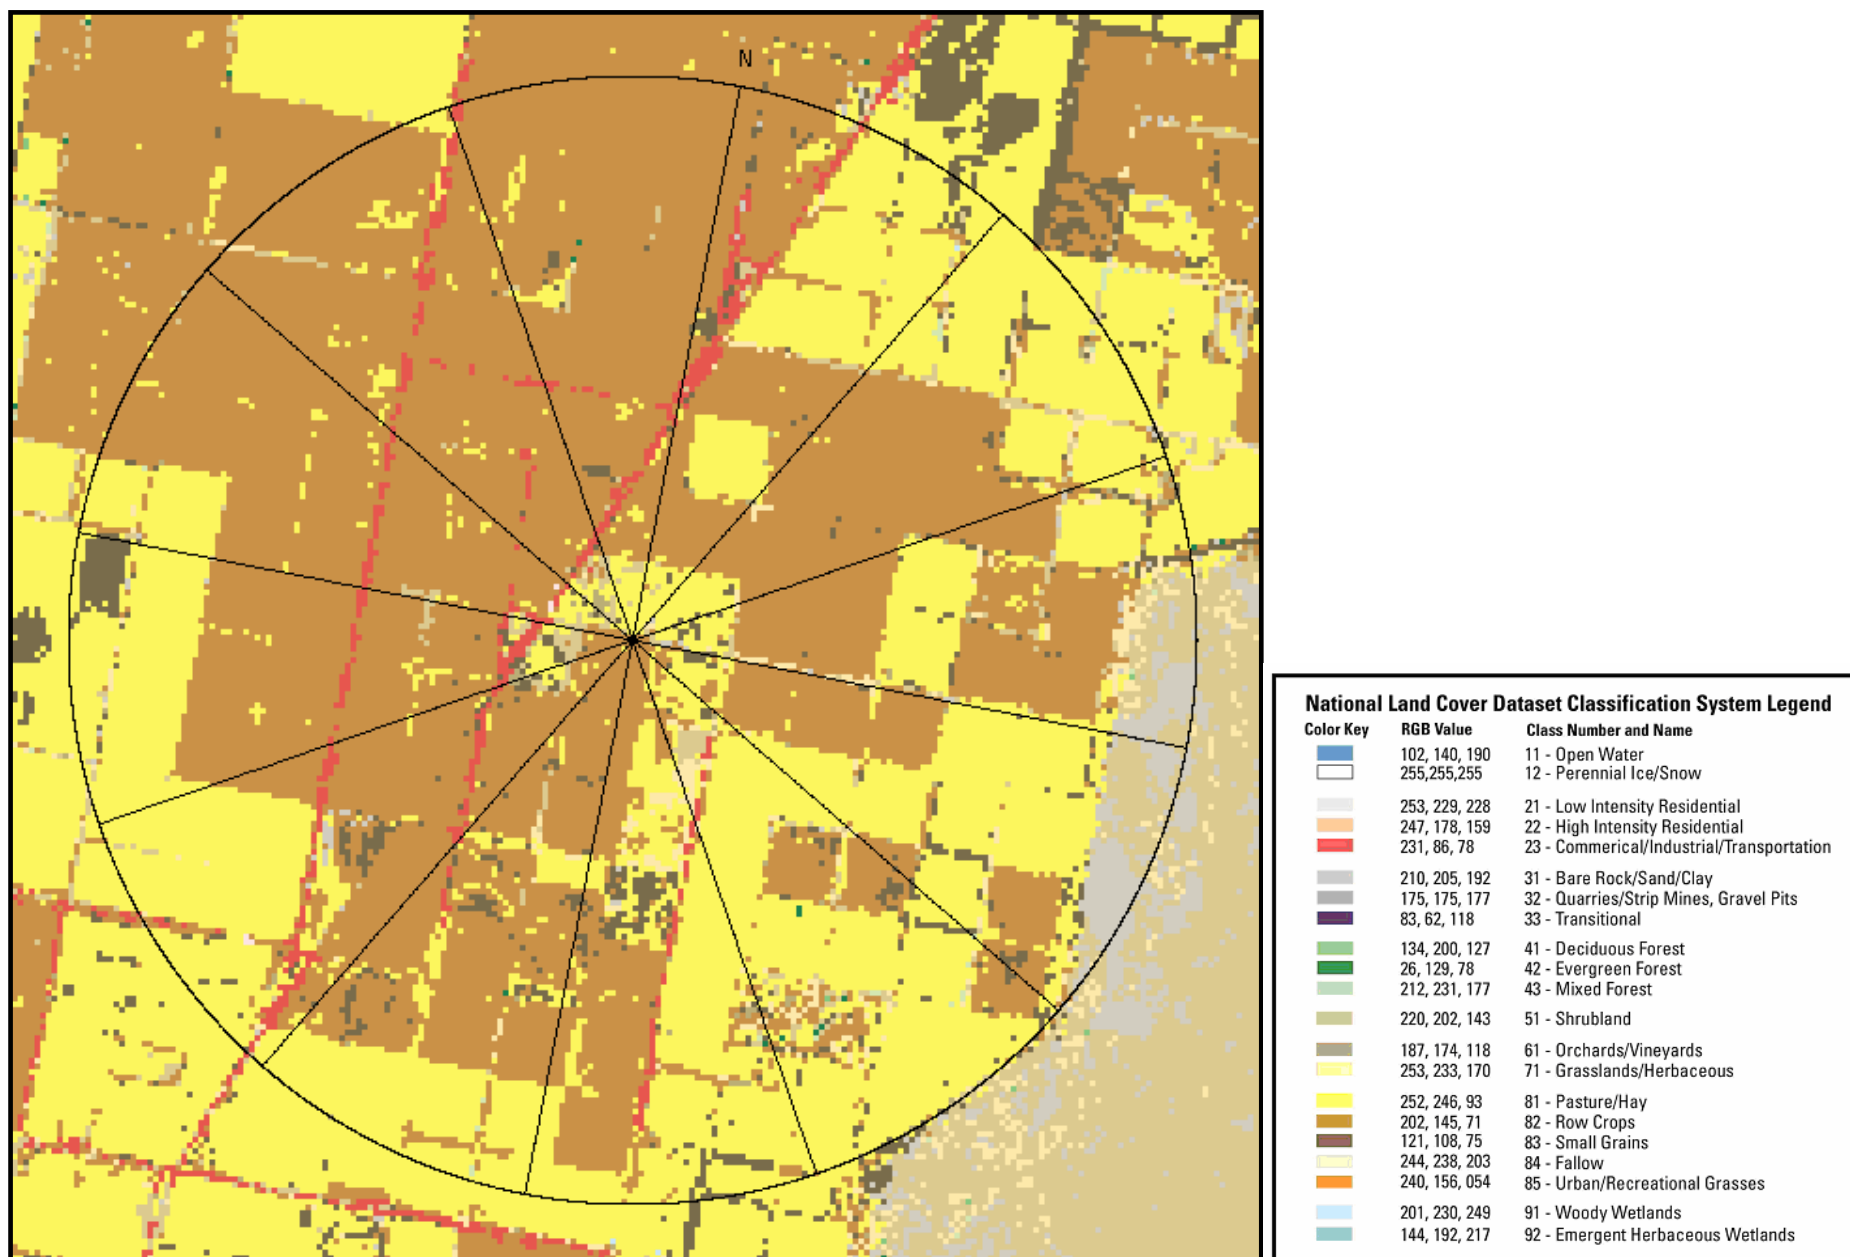 N
National Land Cover Dataset Classification System Legend
Color Key RGB Value Class Number and Name
102, 140, 190 11 - Open Water
255,255,255 12 - Perennial Ice/Snow
253, 229, 228 21 - Low Intensity Residential
247, 178, 159 22 - High Intensity Residential
231, 86, 78 23 - Commerical/Industrial/Transportation
210, 205, 192 31 - Bare Rock/Sand/Clay
175, 175, 177 32 - Quarries/Strip Mines, Gravel Pits
83, 62, 118 33 - Transitional
134, 200, 127 41 - Deciduous Forest
26, 129, 78 42 - Evergreen Forest
212, 231, 177 43 - Mixed Forest
220, 202, 143 51 - Shrubland
187, 174, 118 61 - Orchards/Vineyards
253, 233, 170 71 - Grasslands/Herbaceous
252, 246, 93 81 - Pasture/Hay
202, 145, 71 82 - Row Crops
121, 108, 75 83 - Small Grains
244, 238, 203 84 - Fallow
240, 156, 054 85 - Urban/Recreational Grasses
201, 230, 249 91 - Woody Wetlands
144, 192, 217 92 - Emergent Herbaceous Wetlands